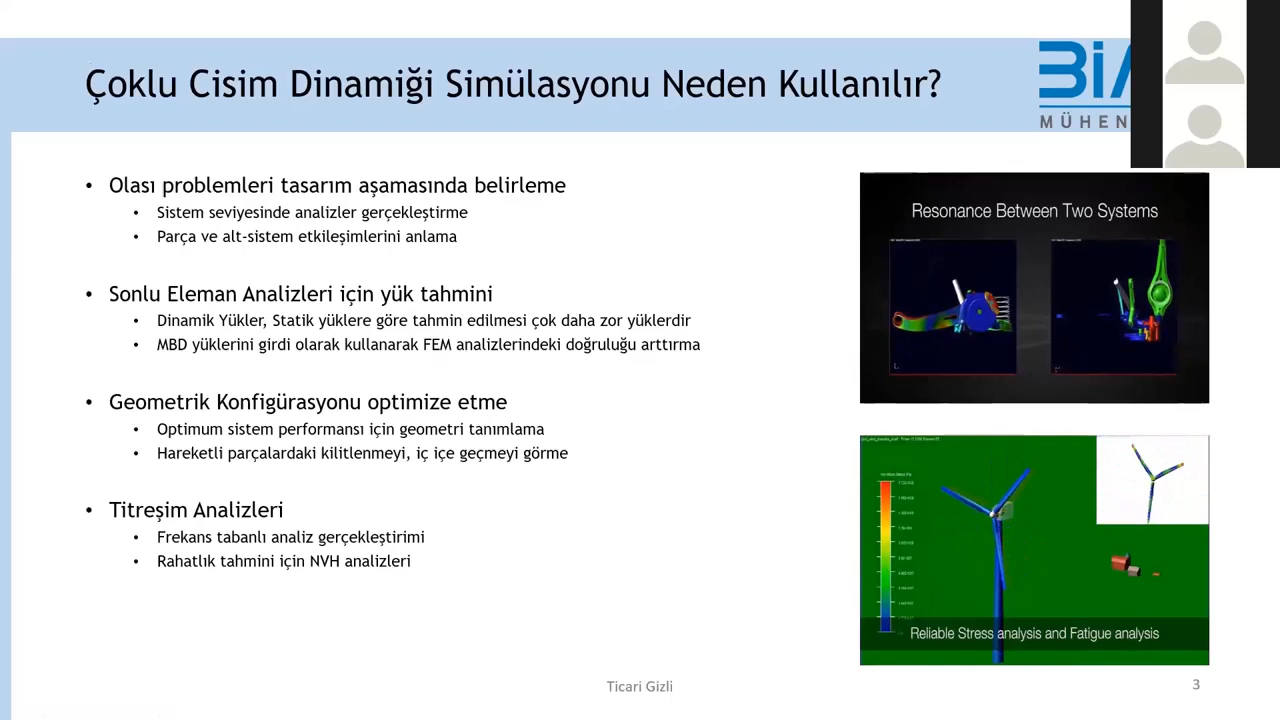 Çoklu Cisim Dinamiği Simülasyonu Neden Kullanılır?
MÜHEN
• Olası problemleri tasarım aşamasında belirleme
• Sistem seviyesinde analizler gerçekleştirme
• Parça ve alt-sistem etkileşimlerini anlama
• Sonlu Eleman Analizleri için yük tahmini
• Dinamik Yükler, Statik yüklere göre tahmin edilmesi çok daha zor yüklerdir
• MBD yüklerini girdi olarak kullanarak FEM analizlerindeki doğruluğu arttırma
• Geometrik Konfigürasyonu optimize etme
• Optimum sistem performansı için geometri tanımlama
• Hareketli parçalardaki kilitlenmeyi, iç içe geçmeyi görme
• Titreşim Analizleri
• Frekans tabanlı analiz gerçekleştirimi
• Rahatlık tahmini için NVH analizleri
Resonance Between Two Systems
Reliable Stress analysis and Fatigue analysis
Ticari Gizli
3